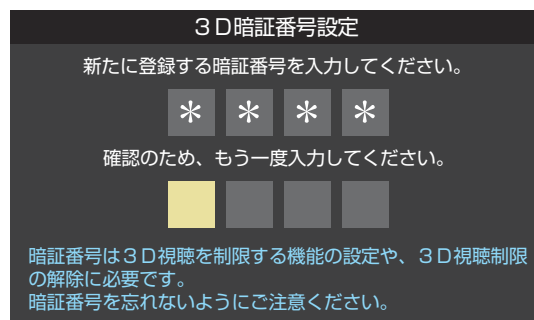 ３Ｄ暗証番号設定
新たに登録する暗証番号を入力してください。
＊ ＊ ＊ ＊
確認のため、もう一度入力してください。
暗証番号は３Ｄ視聴を制限する機能の設定や、３Ｄ視聴制限
の解除に必要です。
暗証番号を忘れないようにご注意ください。